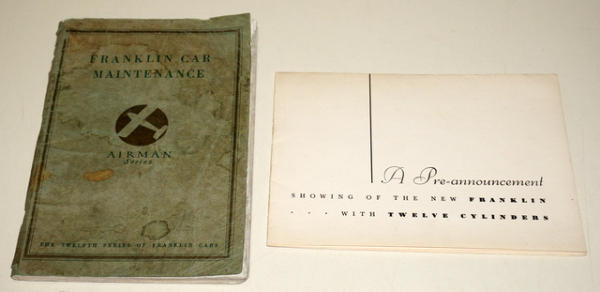 FRANKLIN CAR
MAINTENANCE
AIRMAN
Series
THE TWELFTH SERIES OF FRANKLIN CARS
A Pre-announcement
SHOWING OF THE NEW FRANKLIN
. . . WITH TWELVE CYLINDERS